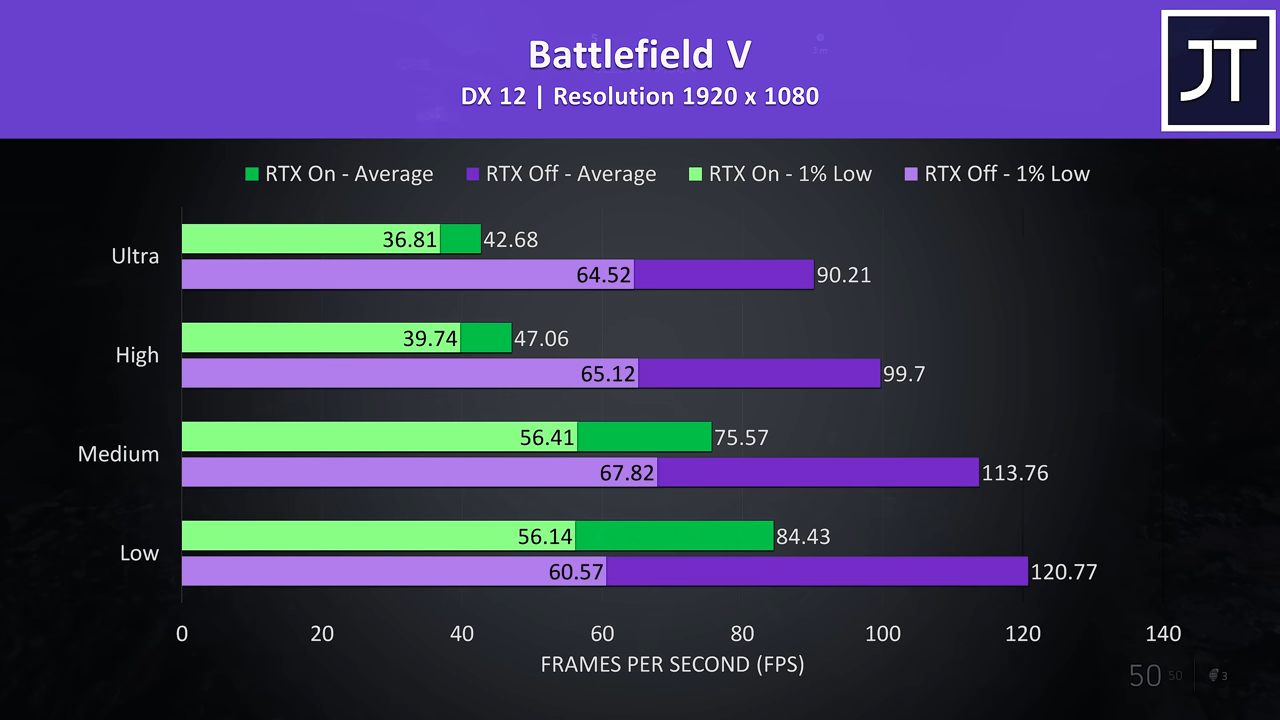 Battlefield V
DX 12 | Resolution 1920 x 1080
JT
RTX On - Average RTX Off - Average RTX On - 1% Low RTX Off - 1% Low
Ultra
36.81 42.68
64.52 90.21
High
39.74 47.06
65.12 99.7
Medium
56.41 75.57
67.82 113.76
Low
56.14 84.43
60.57 120.77
0 20 40 60 80 100 120 140
FRAMES PER SECOND (FPS)
50 50 3